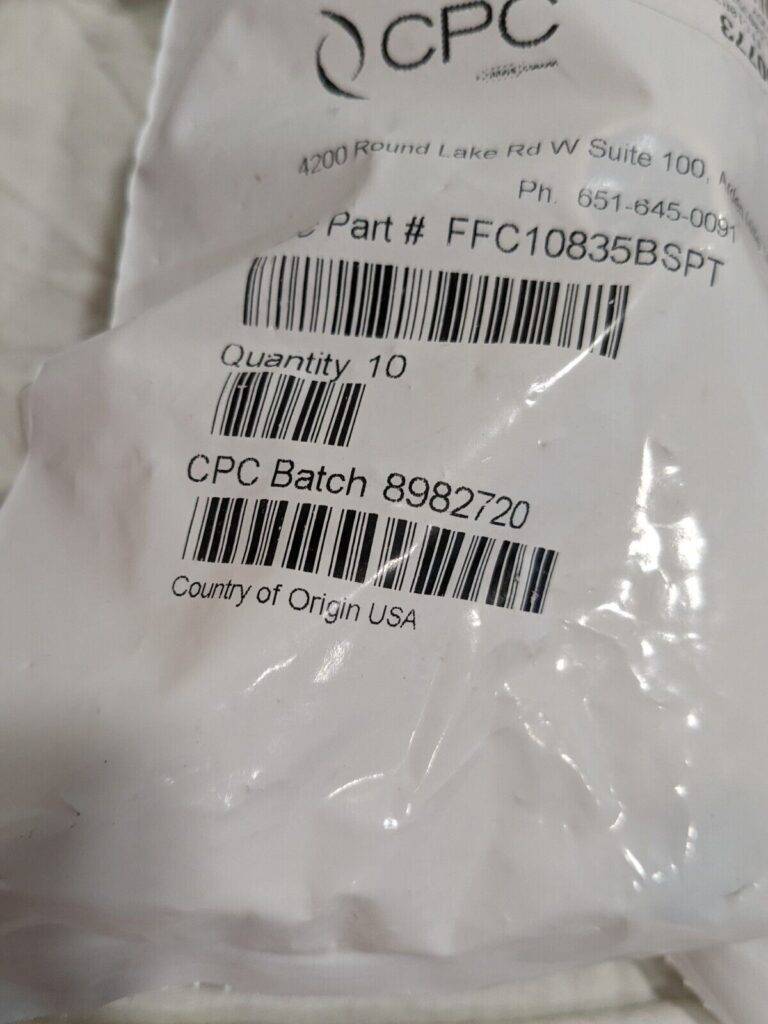 CPC
4200 Round Lake Rd W Suite 100, Arden
Ph. 651-645-0091
Part # FFC10835BSPT
Quantity 10
CPC Batch 8982720
Country of Origin USA